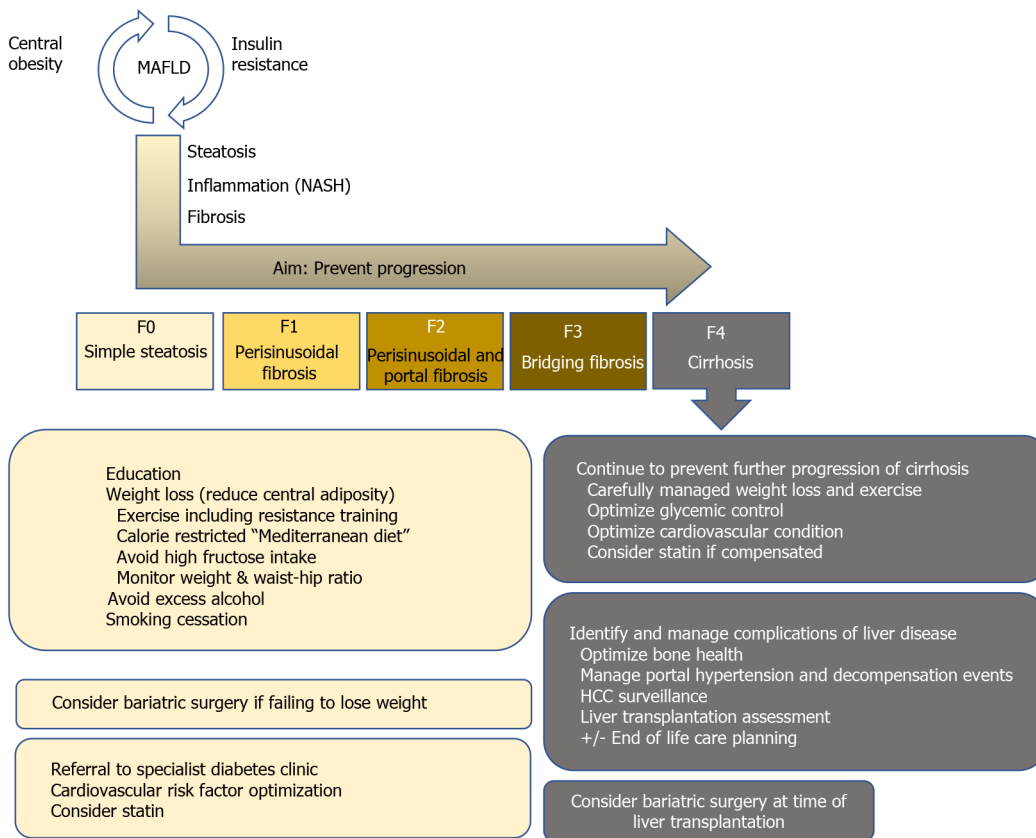 Central
obesity
MAFLD
Insulin
resistance
Steatosis
Inflammation (NASH)
Fibrosis
Aim: Prevent progression
F0
Simple steatosis
F1
Perisinusoidal
fibrosis
F2
Perisinusoidal and
portal fibrosis
F3
Bridging fibrosis
F4
Cirrhosis
Education
Weight loss (reduce central adiposity)
Exercise including resistance training
Calorie restricted “Mediterranean diet”
Avoid high fructose intake
Monitor weight & waist-hip ratio
Avoid excess alcohol
Smoking cessation
Consider bariatric surgery if failing to lose weight
Referral to specialist diabetes clinic
Cardiovascular risk factor optimization
Consider statin
Continue to prevent further progression of cirrhosis
Carefully managed weight loss and exercise
Optimize glycemic control
Optimize cardiovascular condition
Consider statin if compensated
Identify and manage complications of liver disease
Optimize bone health
Manage portal hypertension and decompensation events
HCC surveillance
Liver transplantation assessment
+/- End of life care planning
Consider bariatric surgery at time of
liver transplantation